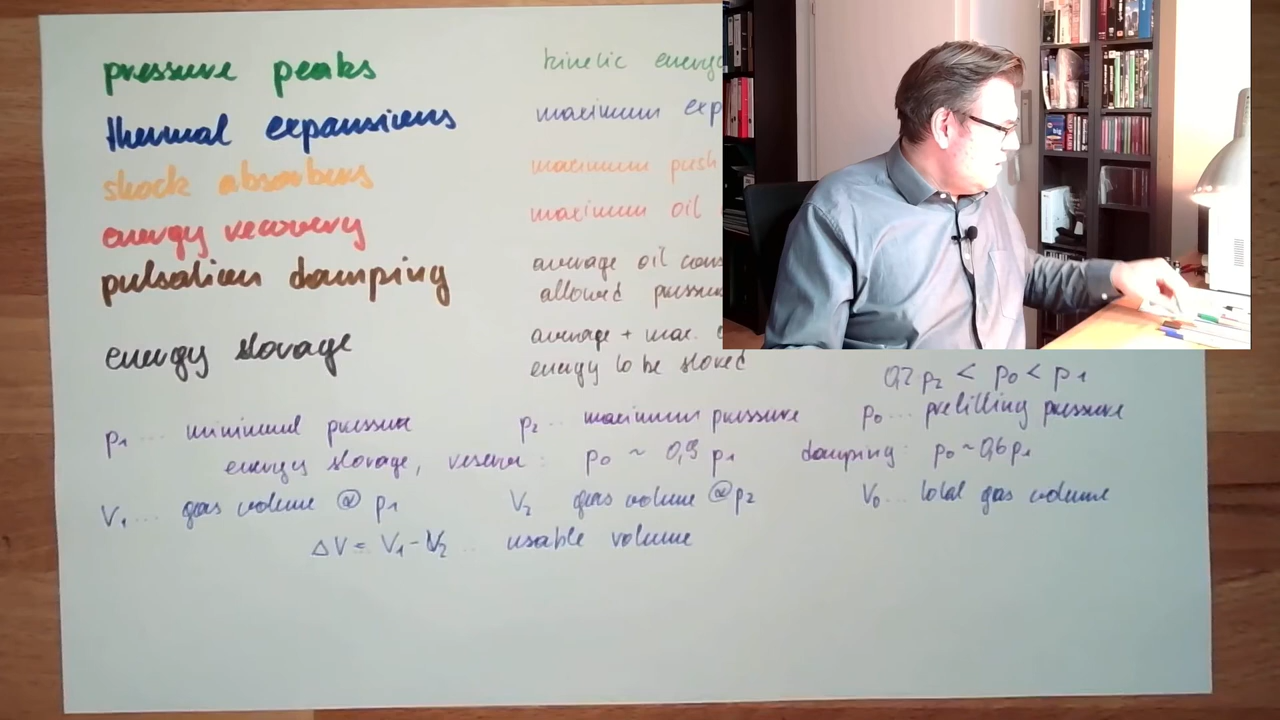 pressure peaks kinetic energy
thermal expansions maximum exp
shock absorbers maximum push
energy recovery maximum oil
pulsation damping average oil cons
allowed pressure
energy storage average + max.
energy to be stored
0,2 p2 < p0 < p1
p1 ... minimum pressure p2 ... maximum pressure p0 ... prefilling pressure
energy storage, reserve : p0 ~ 0,9 p1 damping: p0 ~ 0,6 p1
V1 ... gas volume @ p1 V2 gas volume @ p2 V0 ... total gas volume
ΔV = V1 - V2 ... usable volume